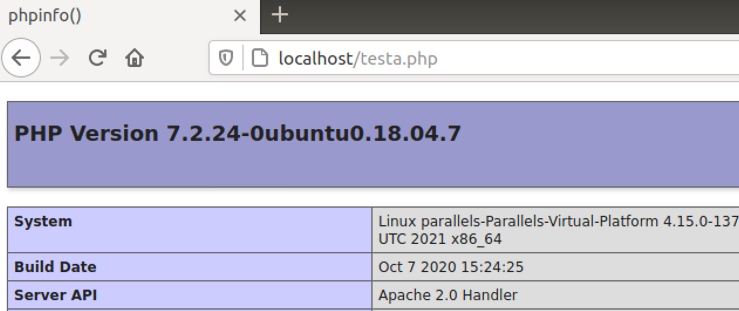 phpinfo()
localhost/testa.php
PHP Version 7.2.24-0ubuntu0.18.04.7
System
Linux parallels-Parallels-Virtual-Platform 4.15.0-137
UTC 2021 x86_64
Build Date
Oct 7 2020 15:24:25
Server API
Apache 2.0 Handler